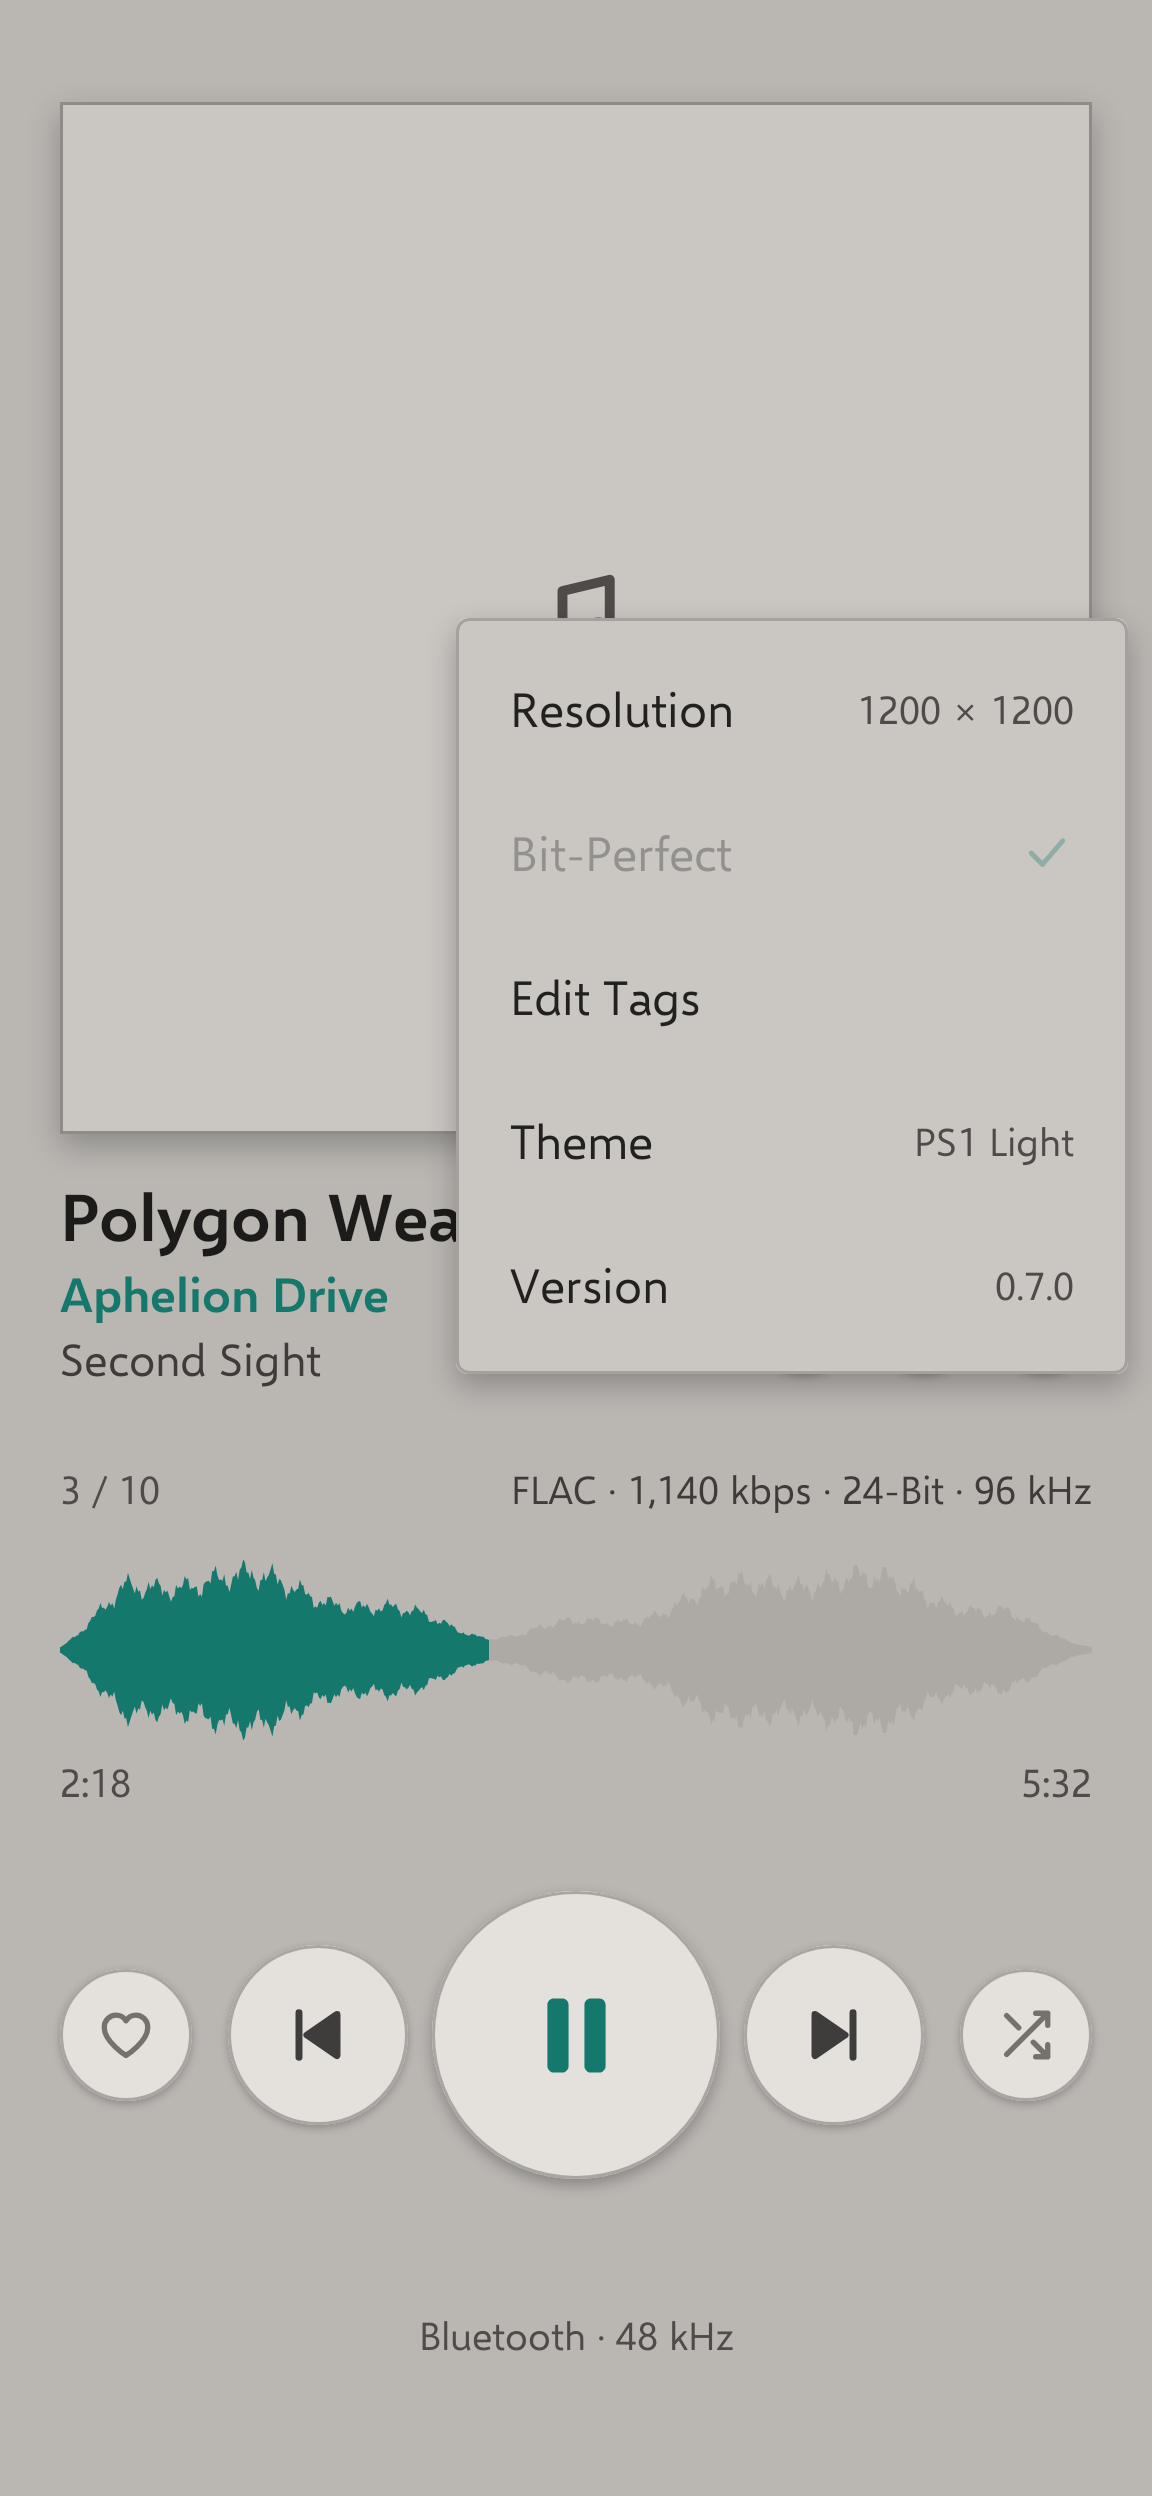 Resolution 1200 × 1200
Bit-Perfect
Edit Tags
Theme PS1 Light
Version 0.7.0
Polygon
Aphelion Drive
Second Sight
3 / 10 FLAC · 1,140 kbps · 24-Bit · 96 kHz
2:18 5:32
Bluetooth · 48 kHz